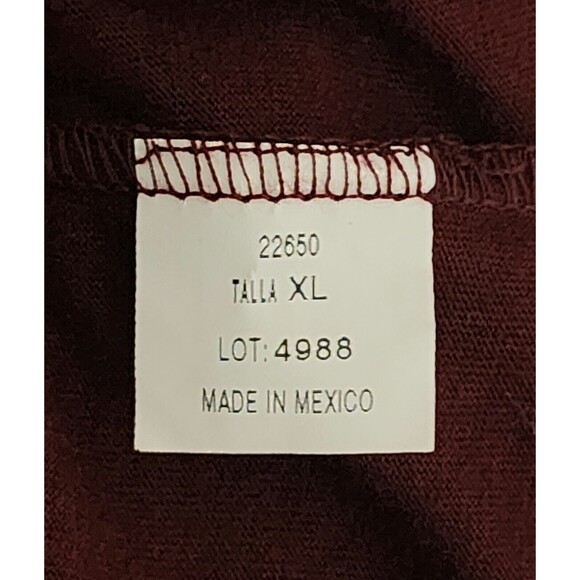 22650
TALLA XL
LOT: 4988
MADE IN MEXICO